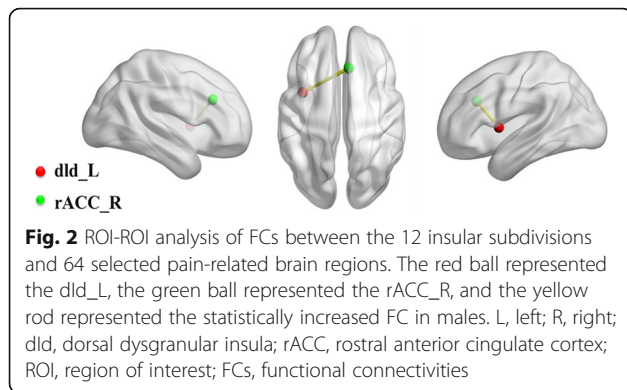 dId_L
rACC_R
Fig. 2 ROI-ROI analysis of FCs between the 12 insular subdivisions
and 64 selected pain-related brain regions. The red ball represented
the dId_L, the green ball represented the rACC_R, and the yellow
rod represented the statistically increased FC in males. L, left; R, right;
dId, dorsal dysgranular insula; rACC, rostral anterior cingulate cortex;
ROI, region of interest; FCs, functional connectivities